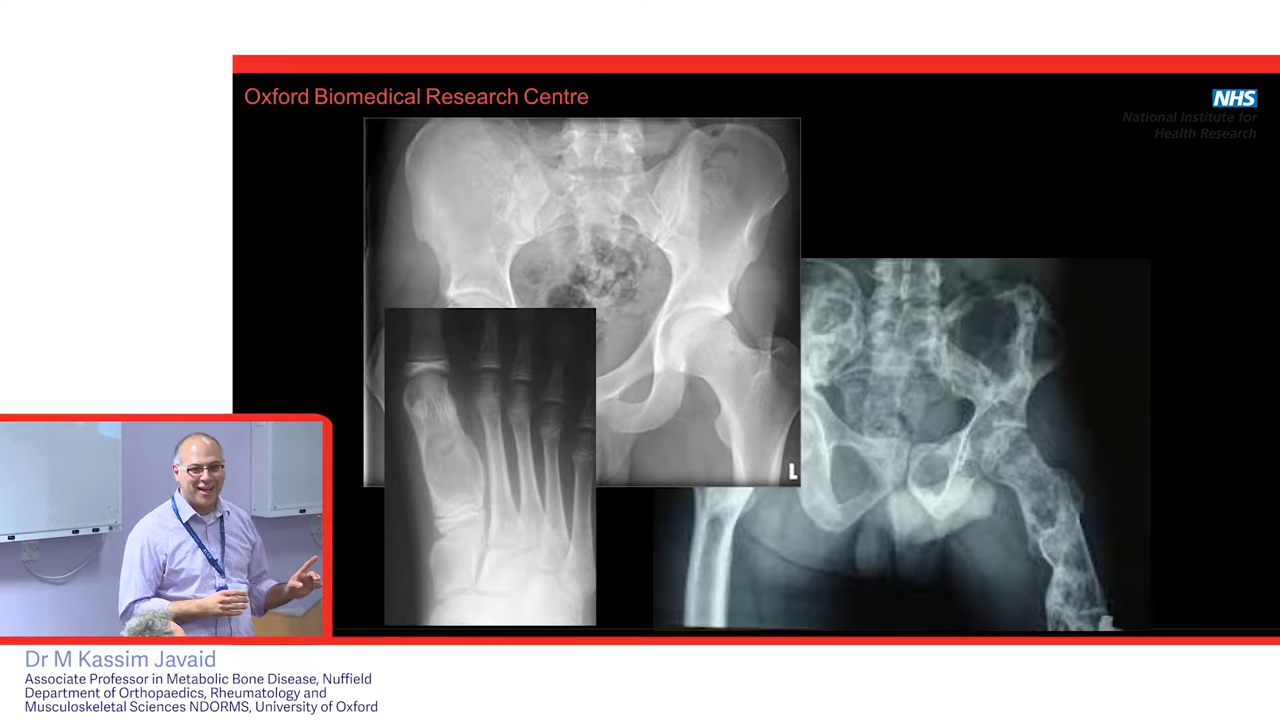 Oxford Biomedical Research Centre
NHS
National Institute for
Health Research
L
Dr M Kassim Javaid
Associate Professor in Metabolic Bone Disease, Nuffield
Department of Orthopaedics, Rheumatology and
Musculoskeletal Sciences NDORMS, University of Oxford